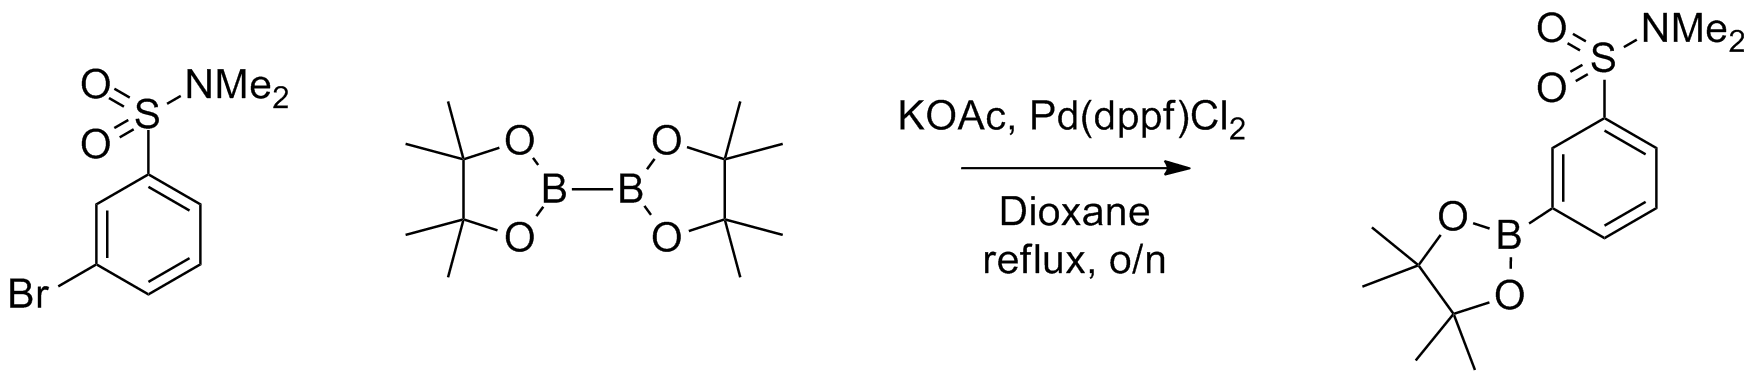 O
S
NMe2
O
Br
O
O
B
B
O
O
KOAc, Pd(dppf)Cl2
Dioxane
reflux, o/n
O
S
NMe2
O
O
B
O